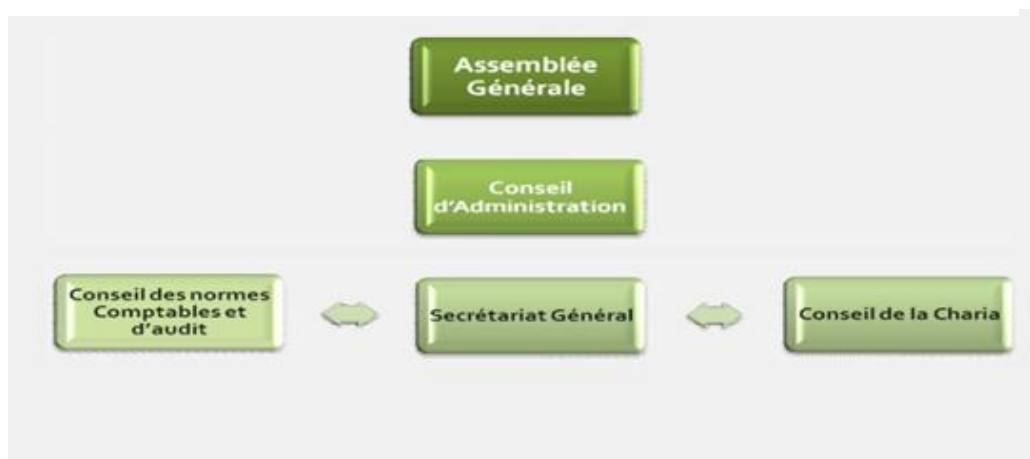 Assemblée
Générale
Conseil
d'Administration
Conseil des normes
Comptables et
d'audit
Secrétariat Général
Conseil de la Charia